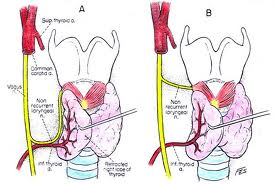 A
B
Sup. thyroid a.
Common
carotid a.
Vagus
Non
recurrent
laryngeal
n.
Inf. thyroid
a.
Retracted
right lobe of
thyroid
Non
recurrent
laryngeal
n.
Inf. thyroid
a.